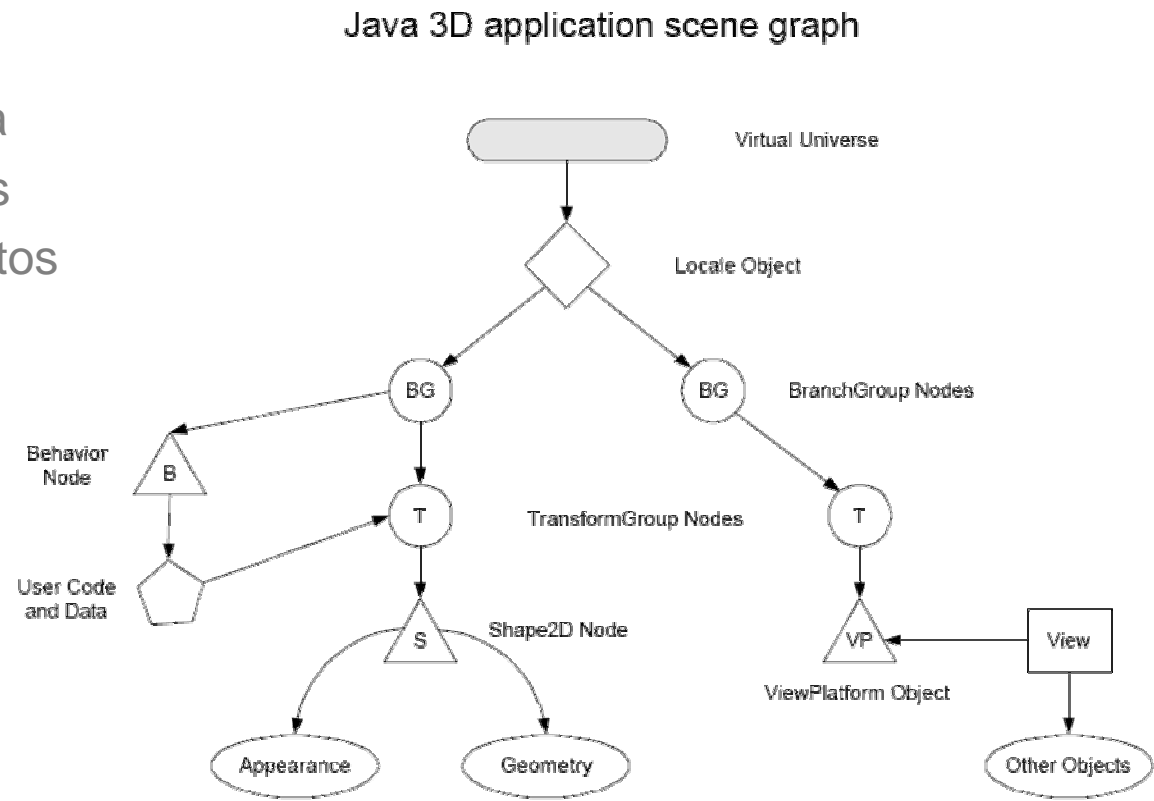 Java 3D application scene graph
a
s
tos
Virtual Universe
Locale Object
BG
BG
BranchGroup Nodes
Behavior
Node
B
T
TransformGroup Nodes
T
User Code
and Data
S
Shape2D Node
VP
View
ViewPlatform Object
Appearance
Geometry
Other Objects